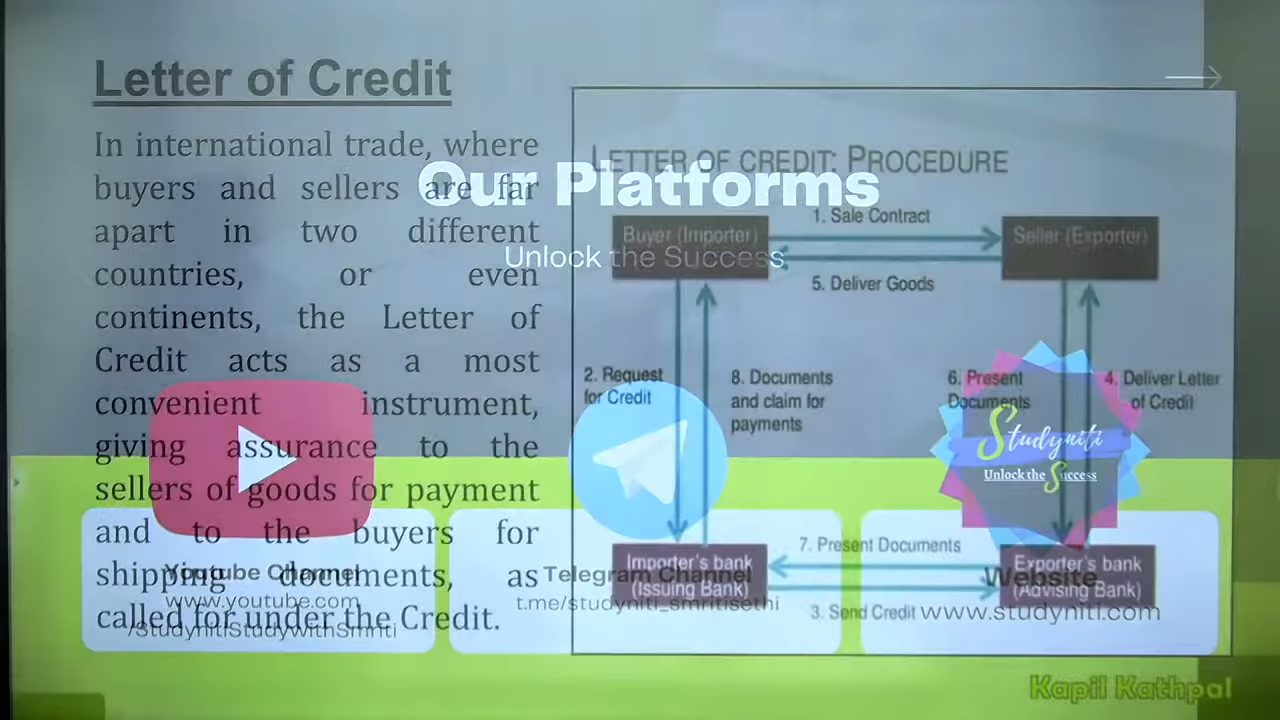 Letter of Credit
In international trade, where
buyers and sellers are far
apart in two different
countries, or even
continents, the Letter of
Credit acts as a most
convenient instrument,
giving assurance to the
sellers of goods for payment
and to the buyers for
shipping documents, as
called for under the Credit.
LETTER OF CREDIT: PROCEDURE
1. Sale Contract
Buyer (Importer)
Seller (Exporter)
5. Deliver Goods
2. Request
for Credit
8. Documents
and claim for
payments
6. Present
Documents
4. Deliver Letter
of Credit
7. Present Documents
Importer's bank
(Issuing Bank)
Exporter's bank
(Advising Bank)
3. Send Credit
Our Platforms
Unlock the Success
Studyniti
Unlock the Success
Youtube Channel
www.youtube.com
/StudynitiStudywithSmriti
Telegram Channel
t.me/studyniti_smritisethi
Website
www.studyniti.com
Kapil Kathpal